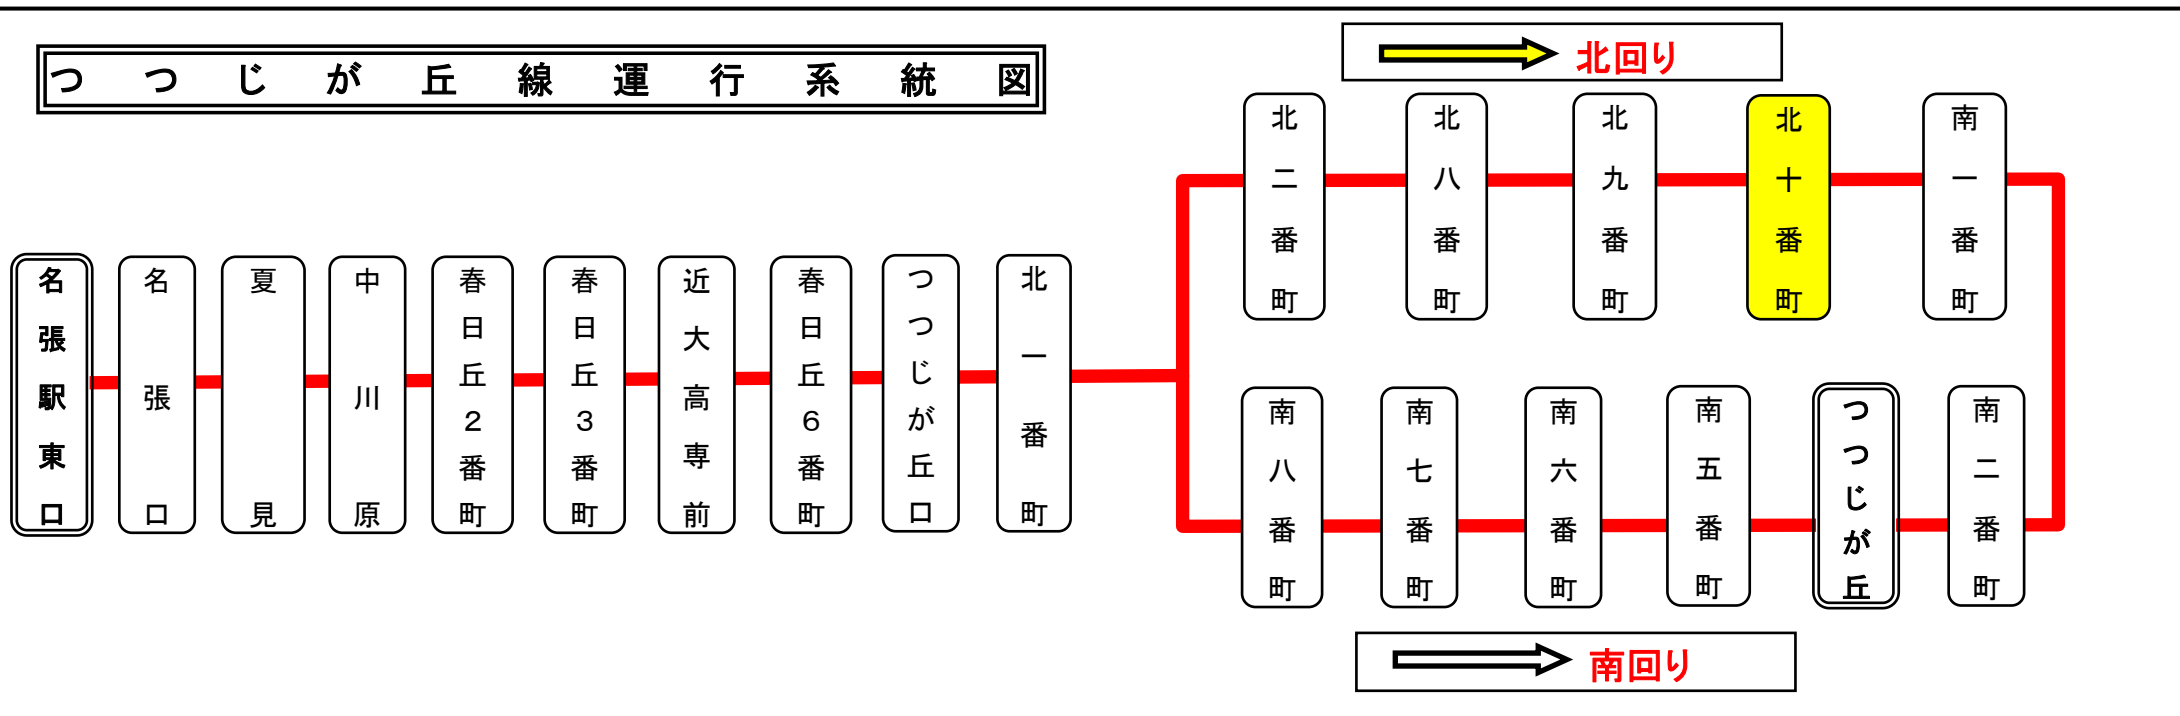 つつじが丘線運行系統図
北回り
北二番町
北八番町
北九番町
北十番町
南一番町
名張駅東口
名張口
夏見
中川原
春日丘2番町
春日丘3番町
近大高専前
春日丘6番町
つつじが丘口
北一番町
南八番町
南七番町
南六番町
南五番町
つつじが丘
南二番町
南回り